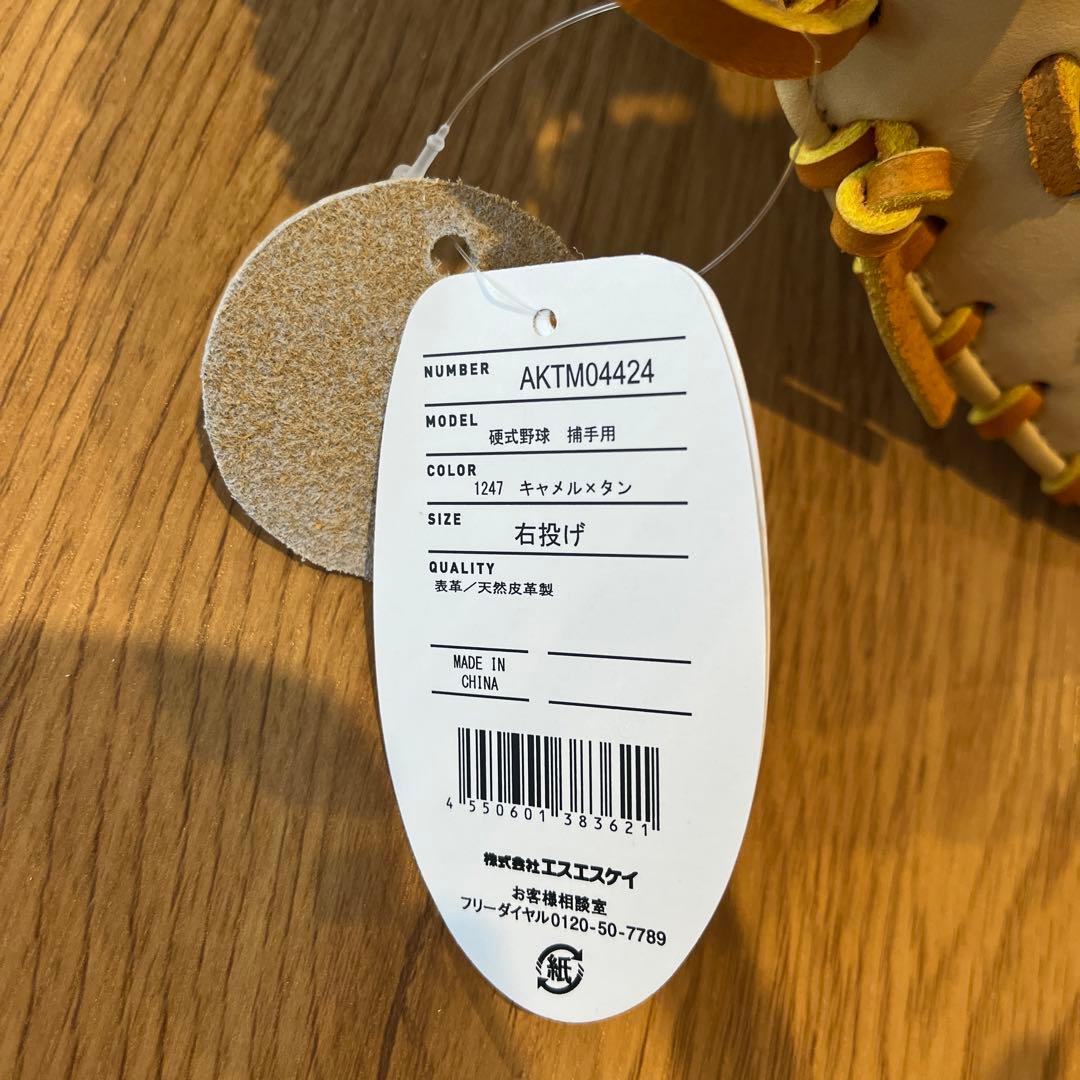 NUMBER AKTM04424
MODEL
硬式野球 捕手用
COLOR
1247 キャメル×タン
SIZE
右投げ
QUALITY
表革／天然皮革製
MADE IN
CHINA
4 550601 383621
株式会社エスエスケイ
お客様相談室
フリーダイヤル0120-50-7789
紙